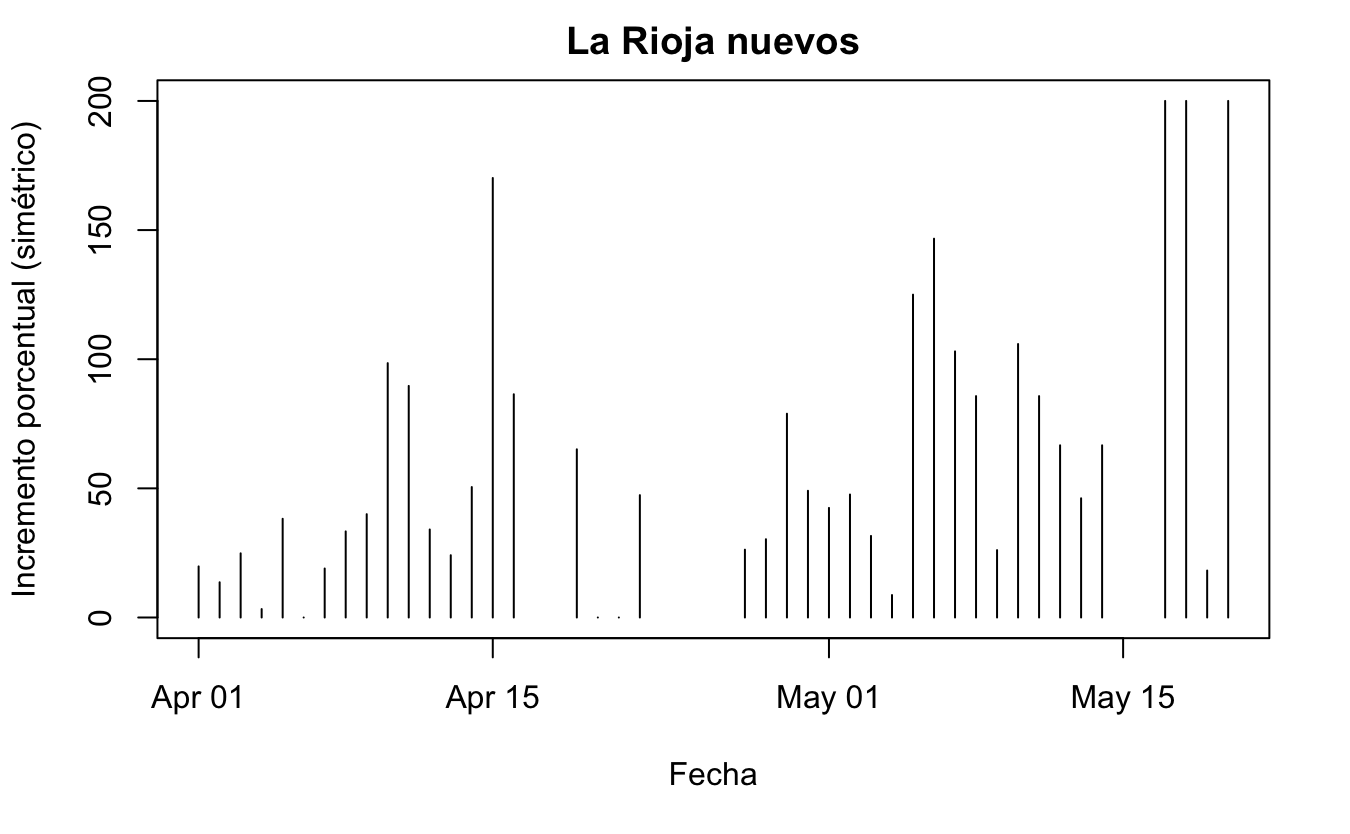 La Rioja nuevos
Incremento porcentual (simétrico)
200
150
100
50
0
Apr 01 Apr 15 May 01 May 15
Fecha